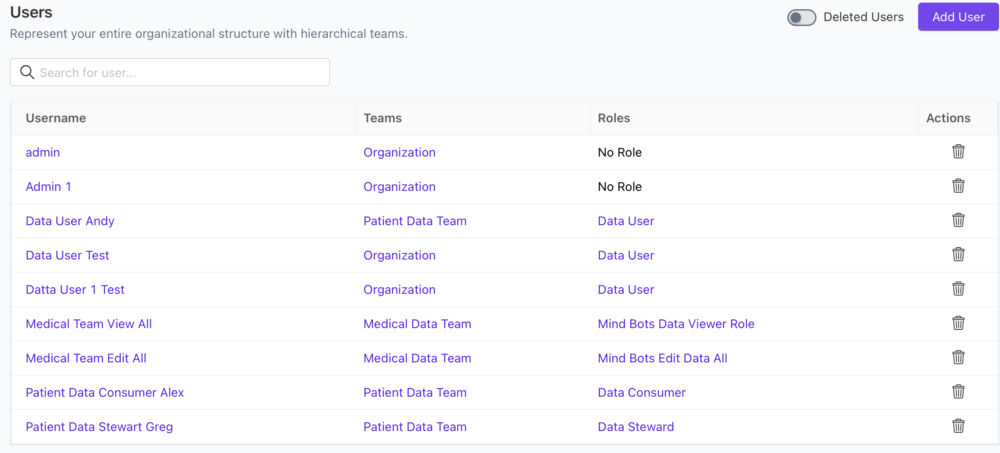 Users
Deleted Users
Add User
Represent your entire organizational structure with hierarchical teams.
Search for user...
Username Teams Roles Actions
admin Organization No Role
Admin 1 Organization No Role
Data User Andy Patient Data Team Data User
Data User Test Organization Data User
Datta User 1 Test Organization Data User
Medical Team View All Medical Data Team Mind Bots Data Viewer Role
Medical Team Edit All Medical Data Team Mind Bots Edit Data All
Patient Data Consumer Alex Patient Data Team Data Consumer
Patient Data Stewart Greg Patient Data Team Data Steward